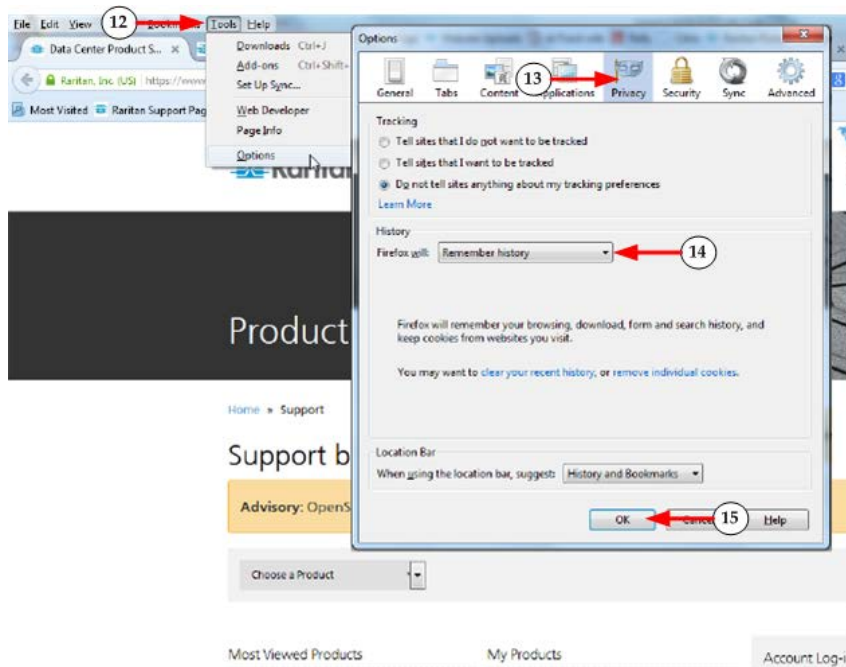 File Edit View Tools Help
12
Data Center Product S... ×
Raritan, Inc. (US) https://www
Most Visited Raritan Support Pag
Downloads Ctrl+J
Add-ons Ctrl+Shift+
Set Up Sync...
Web Developer
Page Info
Options
Raritan
Product
Home » Support
Support b
Advisory: OpenS
Choose a Product
Most Viewed Products
My Products
Account Log-i
Options
13
General Tabs Content Applications Privacy Security Sync Advanced
Tracking
Tell sites that I do not want to be tracked
Tell sites that I want to be tracked
Do not tell sites anything about my tracking preferences
Learn More
History
Firefox will: Remember history
14
Firefox will remember your browsing, download, form and search history, and
keep cookies from websites you visit.
You may want to clear your recent history, or remove individual cookies.
Location Bar
When using the location bar, suggest: History and Bookmarks
OK Cancel Help
15